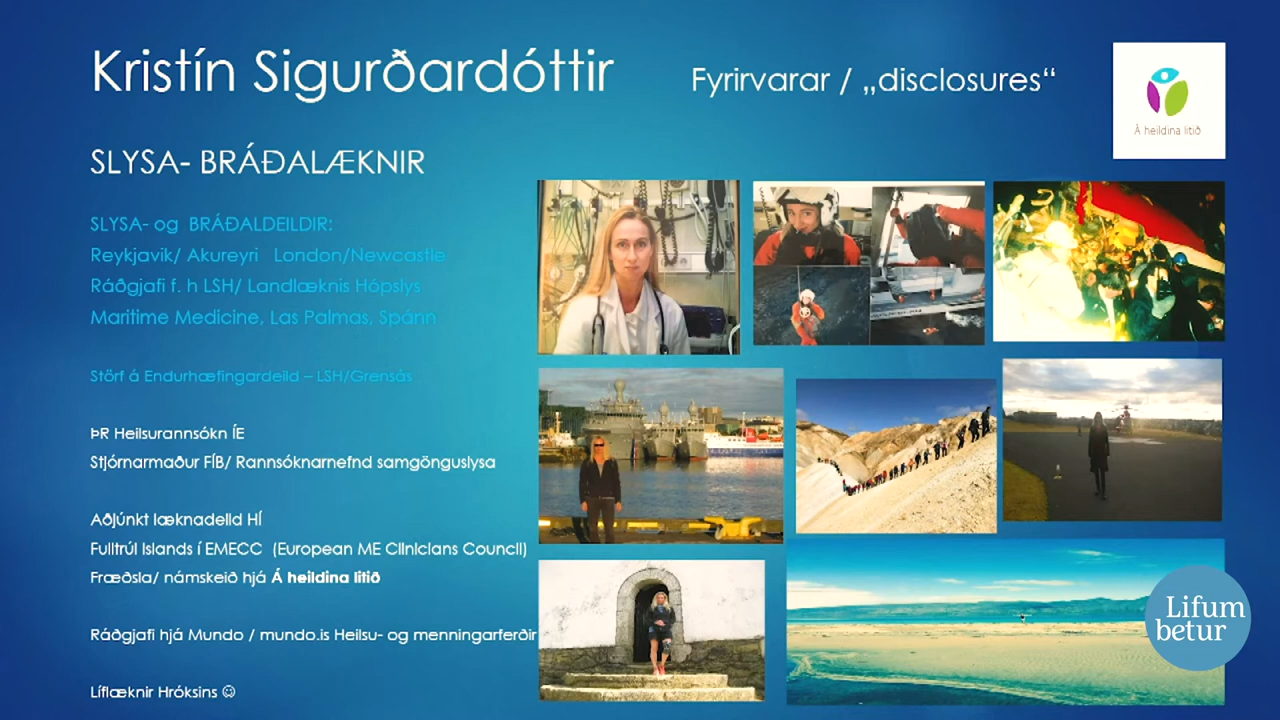 Kristín Sigurðardóttir
Fyrirvarar / „disclosures“
Á heildina litið
SLYSA- BRÁÐALÆKNIR
SLYSA- og BRÁÐALDEILDIR:
Reykjavik/ Akureyri London/Newcastle
Ráðgjafi f. h LSH/ Landlæknis Hópslys
Maritime Medicine, Las Palmas, Spánn
Störf á Endurhæfingardeild – LSH/Grensás
ÞR Heilsurannsókn ÍE
Stjórnarmaður FÍB/ Rannsóknarnefnd samgönguslysa
Aðjúnkt læknadeild HÍ
Fulltrúi Islands í EMECC (European ME Clinicians Council)
Fræðsla/ námskeið hjá Á heildina litið
Ráðgjafi hjá Mundo / mundo.is Heilsu- og menningarferðir
Líflæknir Hróksins ☺
Lifum
betur